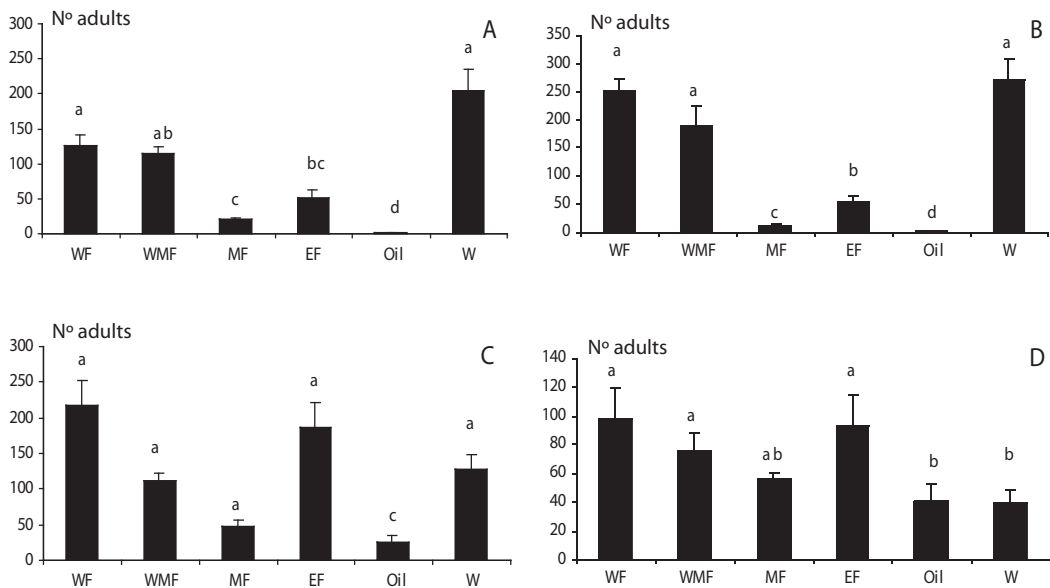 Nº adults
A
300
250
200
150
100
50
0
a
ab
c
bc
d
a
WF WMF MF EF Oil W
Nº adults
B
350
300
250
200
150
100
50
0
a
a
c
b
d
a
WF WMF MF EF Oil W
Nº adults
C
300
250
200
150
100
50
0
a
a
a
a
c
a
WF WMF MF EF Oil W
Nº adults
D
140
120
100
80
60
40
20
0
a
a
ab
a
b
b
WF WMF MF EF Oil W